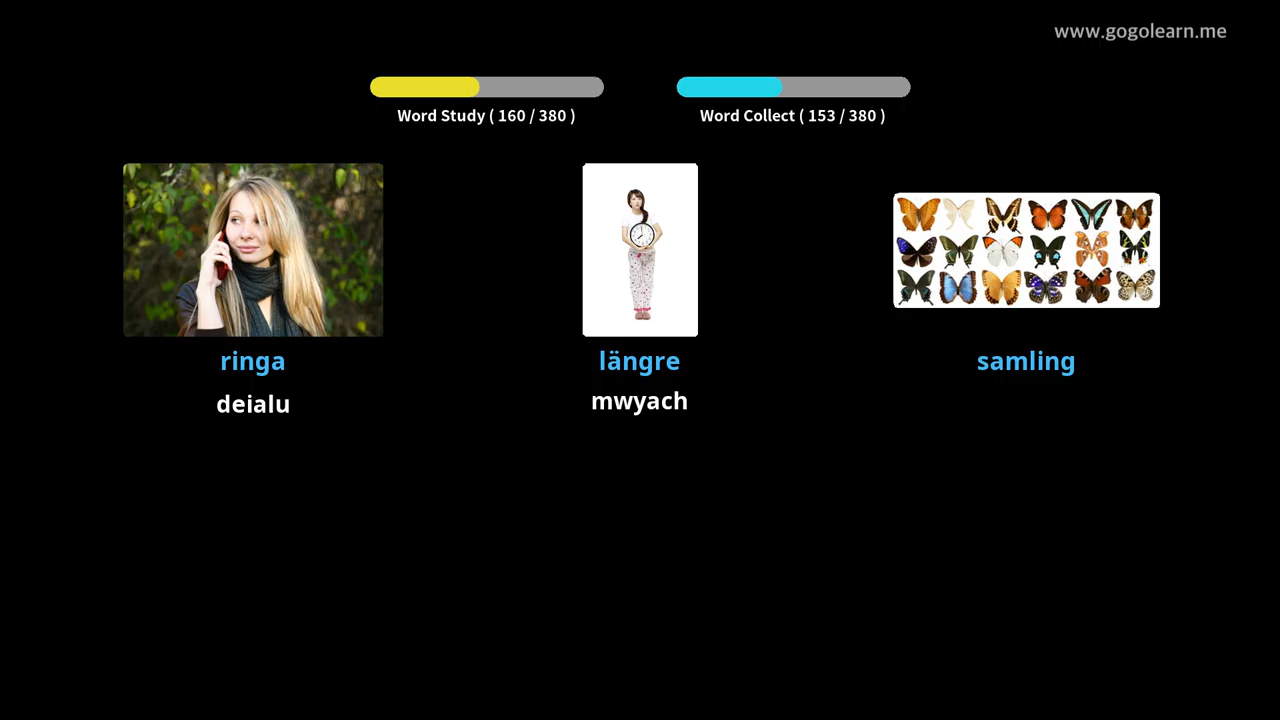 www.gogolearn.me
Word Study ( 160 / 380 )
Word Collect ( 153 / 380 )
ringa
längre
samling
deialu
mwyach